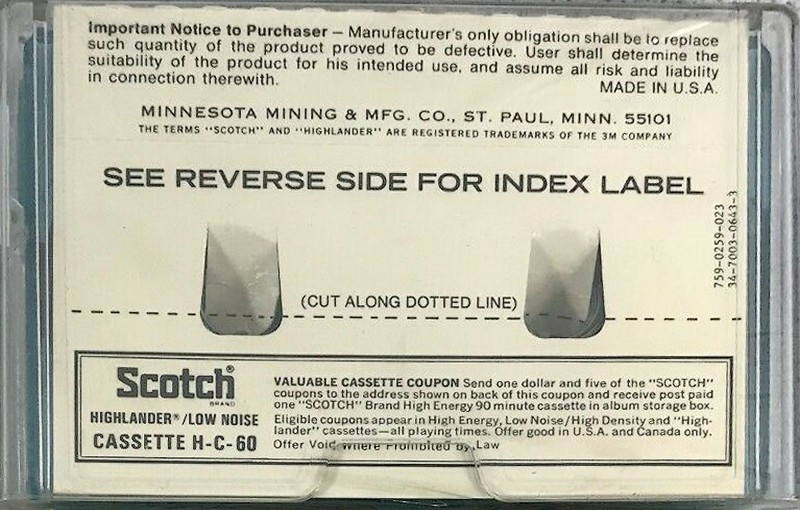 Important Notice to Purchaser – Manufacturer's only obligation shall be to replace
such quantity of the product proved to be defective. User shall determine the
suitability of the product for his intended use, and assume all risk and liability
in connection therewith. MADE IN U.S.A.
MINNESOTA MINING & MFG. CO., ST. PAUL, MINN. 55101
THE TERMS "SCOTCH" AND "HIGHLANDER" ARE REGISTERED TRADEMARKS OF THE 3M COMPANY
SEE REVERSE SIDE FOR INDEX LABEL
759-0259-023
34-7003-0643-3
(CUT ALONG DOTTED LINE)
Scotch®
BRAND
HIGHLANDER®/LOW NOISE
CASSETTE H-C-60
VALUABLE CASSETTE COUPON Send one dollar and five of the "SCOTCH"
coupons to the address shown on back of this coupon and receive post paid
one "SCOTCH" Brand High Energy 90 minute cassette in album storage box.
Eligible coupons appear in High Energy, Low Noise/High Density and "High-
lander" cassettes—all playing times. Offer good in U.S.A. and Canada only.
Offer Void Where Prohibited by Law